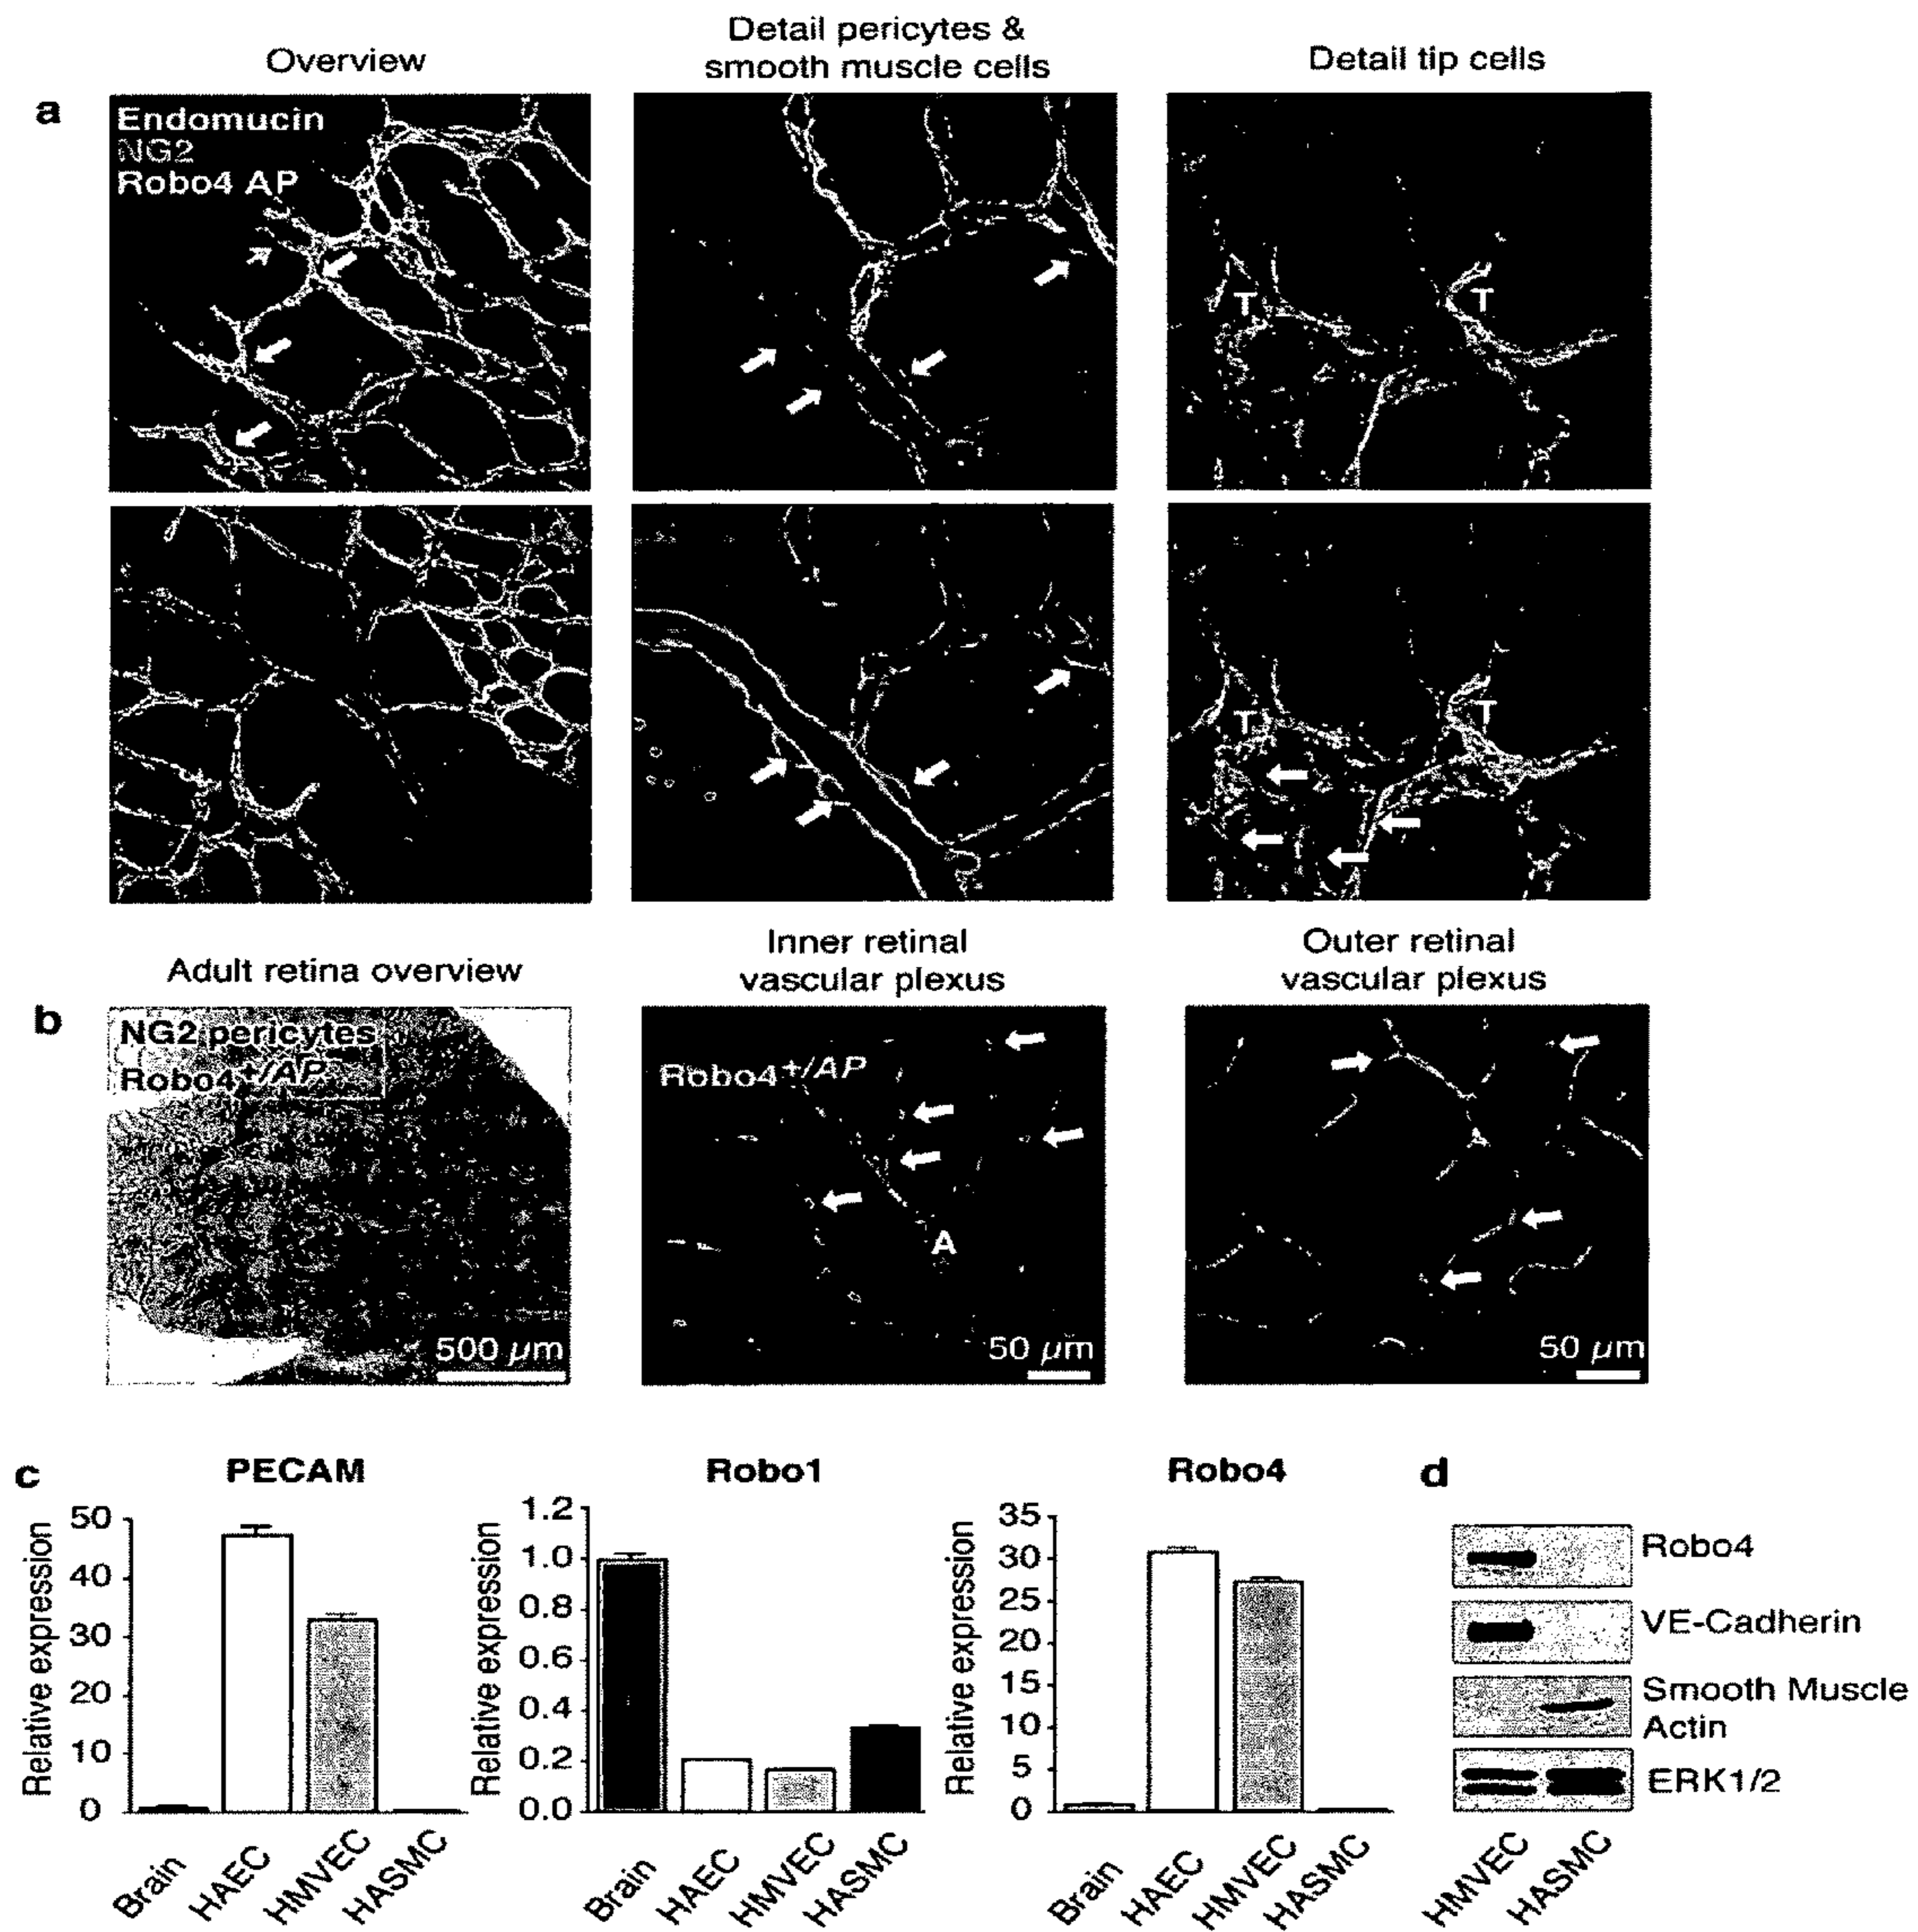 Overview
Detail pericytes &
smooth muscle cells
Detail tip cells
a
Endomucin
NG2
Robo4 AP
T
T
T
T
Adult retina overview
Inner retinal
vascular plexus
Outer retinal
vascular plexus
b
NG2 pericytes
Robo4+/AP
500 µm
Robo4+/AP
A
50 µm
50 µm
c
PECAM
Relative expression
50
40
30
20
10
0
Brain
HAEC
HMVEC
HASMC
Robo1
Relative expression
1.2
1.0
0.8
0.6
0.4
0.2
0.0
Brain
HAEC
HMVEC
HASMC
Robo4
Relative expression
35
30
25
20
15
10
5
0
Brain
HAEC
HMVEC
HASMC
d
Robo4
VE-Cadherin
Smooth Muscle
Actin
ERK1/2
HMVEC
HASMC